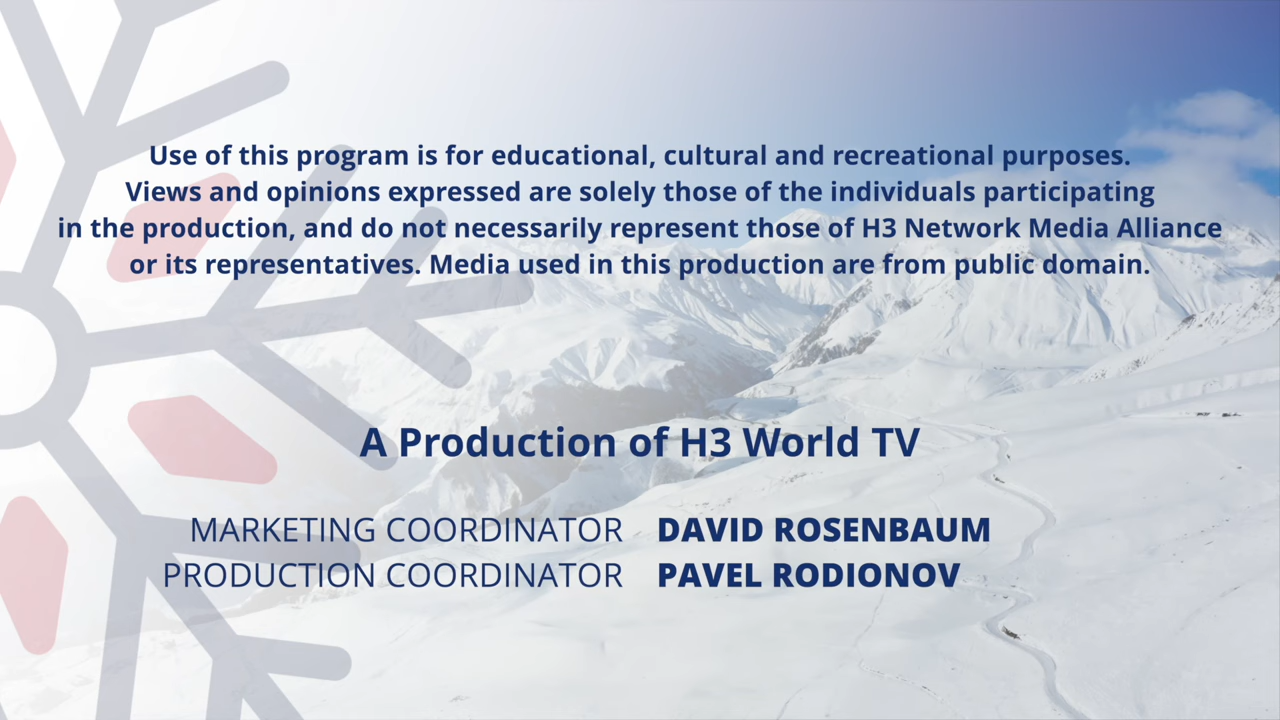 Use of this program is for educational, cultural and recreational purposes.
Views and opinions expressed are solely those of the individuals participating
in the production, and do not necessarily represent those of H3 Network Media Alliance
or its representatives. Media used in this production are from public domain.
A Production of H3 World TV
MARKETING COORDINATOR DAVID ROSENBAUM
PRODUCTION COORDINATOR PAVEL RODIONOV